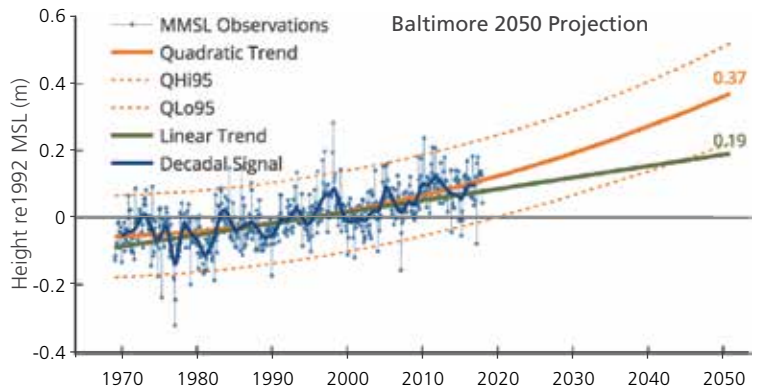 Baltimore 2050 Projection
Height re1992 MSL (m)
0.6
0.4
0.2
0
-0.2
-0.4
MMSL Observations
Quadratic Trend
QHi95
QLo95
Linear Trend
Decadal Signal
0.37
0.19
1970 1980 1990 2000 2010 2020 2030 2040 2050